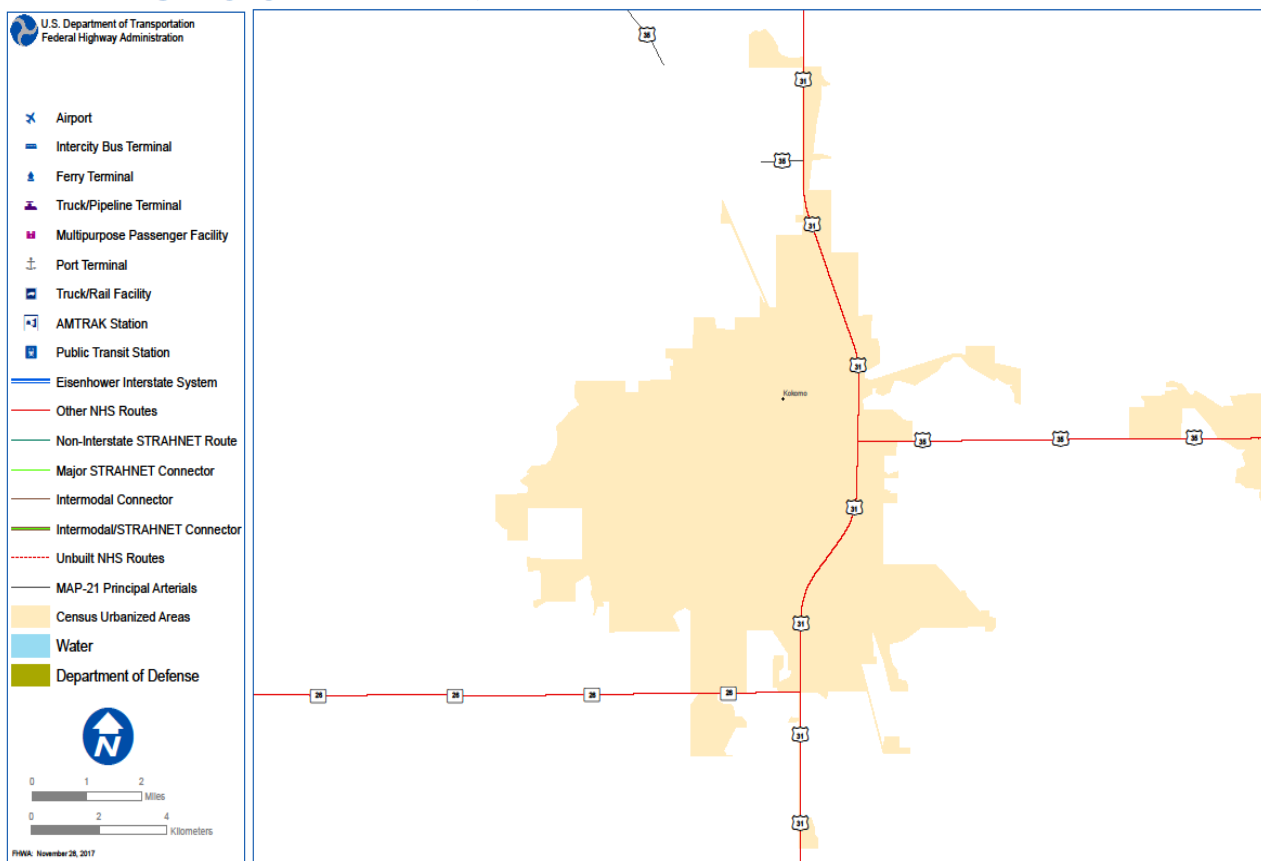 U.S. Department of Transportation
Federal Highway Administration
Airport
Intercity Bus Terminal
Ferry Terminal
Truck/Pipeline Terminal
Multipurpose Passenger Facility
Port Terminal
Truck/Rail Facility
AMTRAK Station
Public Transit Station
Eisenhower Interstate System
Other NHS Routes
Non-Interstate STRAHNET Route
Major STRAHNET Connector
Intermodal Connector
Intermodal/STRAHNET Connector
Unbuilt NHS Routes
MAP-21 Principal Arterials
Census Urbanized Areas
Water
Department of Defense
N
0 1 2
Miles
0 2 4
Kilometers
FHWA: November 28, 2017
35
31
35
31
31
Kokomo
35 35 35
31
31
26 26 26 26
31
31